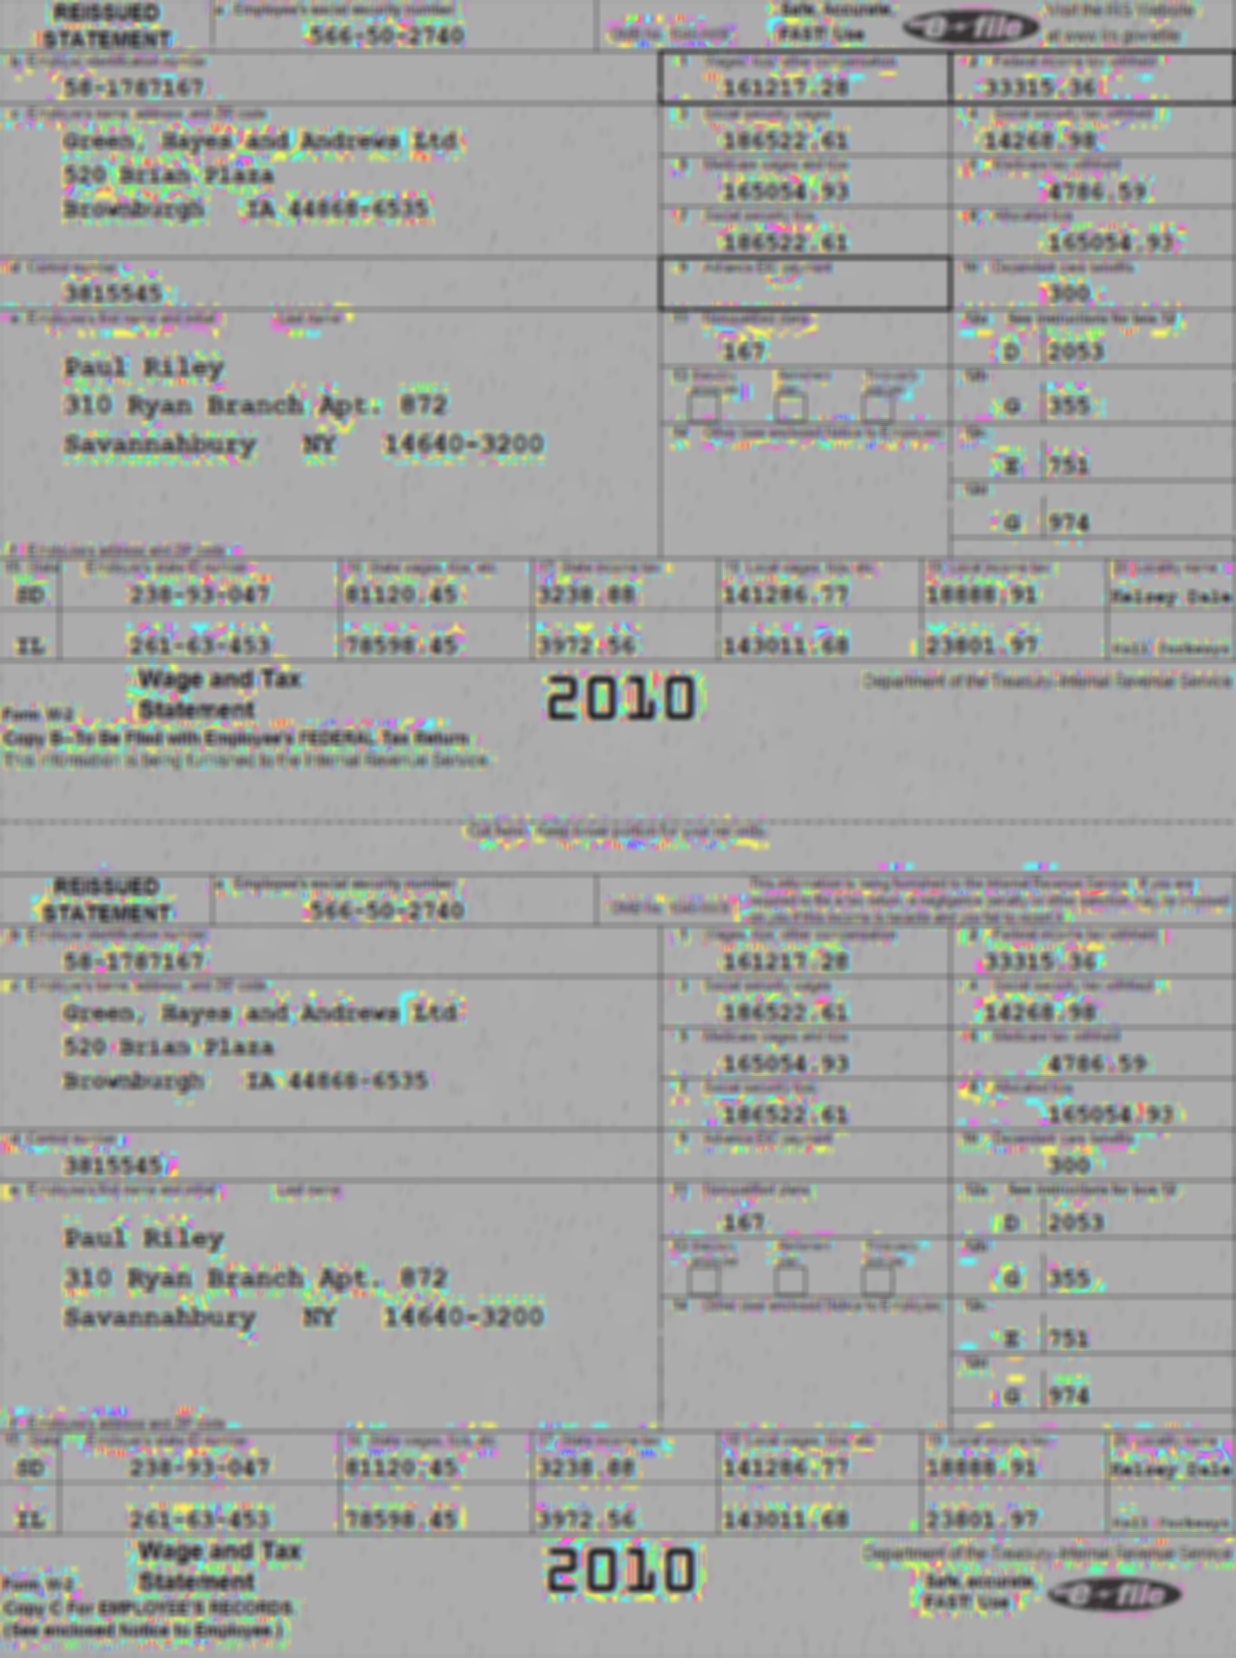 REISSUED STATEMENT
a Employee's social security number
566-50-2740
Safe, Accurate, FAST! Use
e-file
Visit the IRS Website at www.irs.gov/efile
b Employer identification number
58-1787167
1 Wages, tips, other compensation
161217.28
2 Federal income tax withheld
33315.36
c Employer's name, address, and ZIP code
Green, Hayes and Andrews Ltd
520 Brian Plaza
Brownburgh IA 44868-6535
3 Social security wages
186522.61
4 Social security tax withheld
14268.98
5 Medicare wages and tips
165054.93
6 Medicare tax withheld
4786.59
7 Social security tips
186522.61
8 Allocated tips
165054.93
d Control number
3815545
9 Advance EIC payment
10 Dependent care benefits
300
e Employee's first name and initial Last name
Paul Riley
310 Ryan Branch Apt. 872
Savannahbury NY 14640-3200
11 Nonqualified plans
167
12a See instructions for box 12
D 2053
12b
G 355
12c
E 751
12d
G 974
13 Statutory employee Retirement plan Third-party sick pay
14 Other (see enclosed Notice to Employee)
f Employee's address and ZIP code
15 State Employer's state ID number 16 State wages, tips, etc. 17 State income tax 18 Local wages, tips, etc. 19 Local income tax 20 Locality name
SD 238-93-047 81120.45 3238.88 141286.77 18888.91 Kelsey Dale
IL 261-63-453 78598.45 3972.56 143011.68 23801.97
Form W-2 Wage and Tax Statement
2010
Department of the Treasury-Internal Revenue Service
Copy B-To Be Filed with Employee's FEDERAL Tax Return
This information is being furnished to the Internal Revenue Service.
REISSUED STATEMENT
a Employee's social security number
566-50-2740
This information is being furnished to the Internal Revenue Service. If you are
required to file a tax return, a negligence penalty or other sanction may be imposed
on you if this income is taxable and you fail to report it.
b Employer identification number
58-1787167
1 Wages, tips, other compensation
161217.28
2 Federal income tax withheld
33315.36
c Employer's name, address, and ZIP code
Green, Hayes and Andrews Ltd
520 Brian Plaza
Brownburgh IA 44868-6535
3 Social security wages
186522.61
4 Social security tax withheld
14268.98
5 Medicare wages and tips
165054.93
6 Medicare tax withheld
4786.59
7 Social security tips
186522.61
8 Allocated tips
165054.93
d Control number
3815545
9 Advance EIC payment
10 Dependent care benefits
300
e Employee's first name and initial Last name
Paul Riley
310 Ryan Branch Apt. 872
Savannahbury NY 14640-3200
11 Nonqualified plans
167
12a See instructions for box 12
D 2053
12b
G 355
12c
E 751
12d
G 974
13 Statutory employee Retirement plan Third-party sick pay
14 Other (see enclosed Notice to Employee)
f Employee's address and ZIP code
15 State Employer's state ID number 16 State wages, tips, etc. 17 State income tax 18 Local wages, tips, etc. 19 Local income tax 20 Locality name
SD 238-93-047 81120.45 3238.88 141286.77 18888.91 Kelsey Dale
IL 261-63-453 78598.45 3972.56 143011.68 23801.97
Form W-2 Wage and Tax Statement
2010
Department of the Treasury-Internal Revenue Service
Copy C For EMPLOYEE'S RECORDS.
(See enclosed Notice to Employee.)
Safe, accurate, FAST! Use
e-file